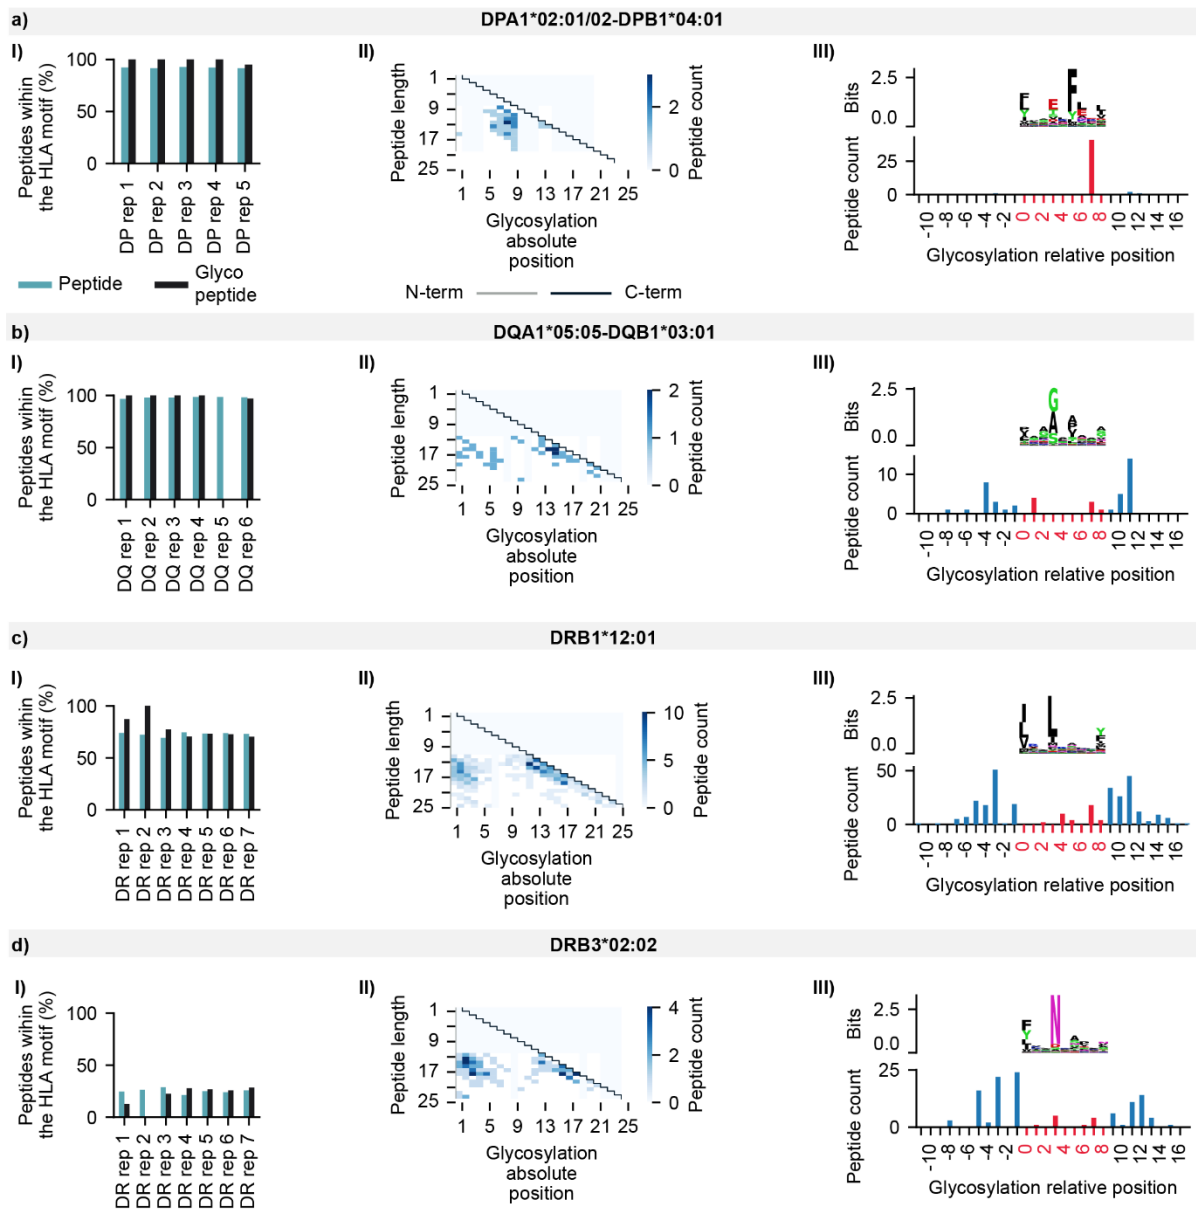 a)
DPA1*02:01/02-DPB1*04:01
I)
II)
III)
Peptides wihin
the HLA motif (%)
100
50
0
DP rep 1
DP rep 2
DP rep 3
DP rep 4
DP rep 5
Peptide
Glyco
peptide
Peptide length
1
9
17
25
1 5 9 13 17 21 25
Glycosylation
absolute
position
2
0
Peptide count
N-term
C-term
Bits
2.5
0.0
Peptide count
25
0
-10 -8 -6 -4 -2 0 2 4 6 8 10 12 14 16
Glycosylation relative position
b)
DQA1*05:05-DQB1*03:01
I)
II)
III)
Peptides wihin
the HLA motif (%)
100
50
0
DQ rep 1
DQ rep 2
DQ rep 3
DQ rep 4
DQ rep 5
DQ rep 6
Peptide length
1
9
17
25
1 5 9 13 17 21 25
Glycosylation
absolute
position
2
1
0
Peptide count
Bits
2.5
0.0
Peptide count
10
0
-10 -8 -6 -4 -2 0 2 4 6 8 10 12 14 16
Glycosylation relative position
c)
DRB1*12:01
I)
II)
III)
Peptides wihin
the HLA motif (%)
100
50
0
DR rep 1
DR rep 2
DR rep 3
DR rep 4
DR rep 5
DR rep 6
DR rep 7
Peptide length
1
9
17
25
1 5 9 13 17 21 25
Glycosylation
absolute
position
10
5
0
Peptide count
Bits
2.5
0.0
Peptide count
50
0
-10 -8 -6 -4 -2 0 2 4 6 8 10 12 14 16
Glycosylation relative position
d)
DRB3*02:02
I)
II)
III)
Peptides wihin
the HLA motif (%)
100
50
0
DR rep 1
DR rep 2
DR rep 3
DR rep 4
DR rep 5
DR rep 6
DR rep 7
Peptide length
1
9
17
25
1 5 9 13 17 21 25
Glycosylation
absolute
position
4
2
0
Peptide count
Bits
2.5
0.0
Peptide count
25
0
-10 -8 -6 -4 -2 0 2 4 6 8 10 12 14 16
Glycosylation relative position